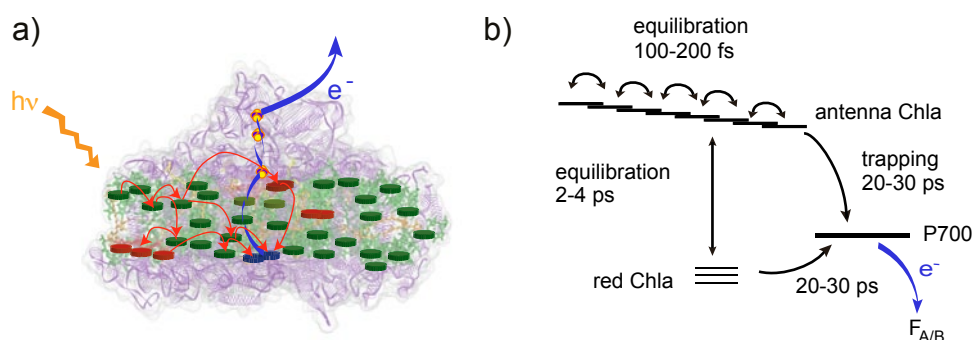 a)
hν
e⁻
b)
equilibration
100-200 fs
antenna Chla
equilibration
2-4 ps
trapping
20-30 ps
P700
red Chla
20-30 ps
e⁻
F_A/B